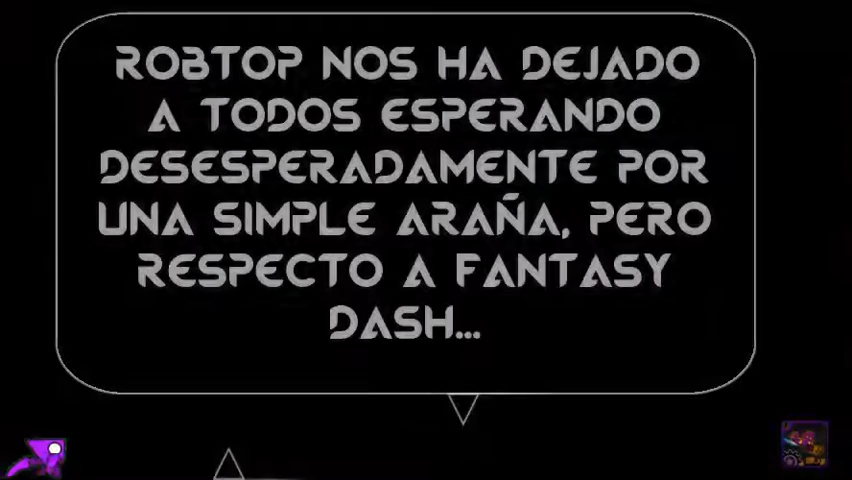 ROBTOP NOS HA DEJADO
A TODOS ESPERANDO
DESESPERADAMENTE POR
UNA SIMPLE ARAÑA, PERO
RESPECTO A FANTASY
DASH...